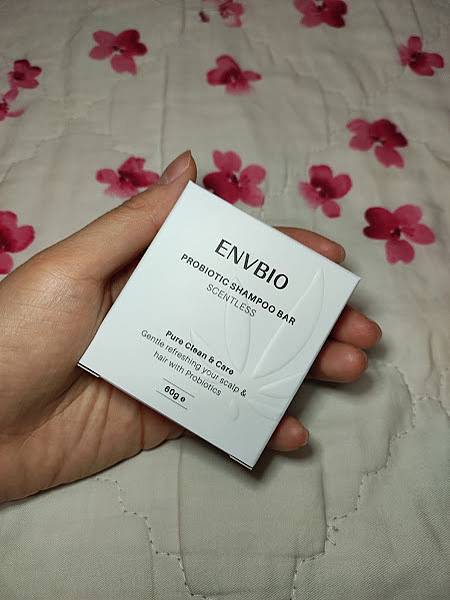 ENVBIO
PROBIOTIC SHAMPOO BAR
SCENTLESS
Pure Clean & Care
Gentle refreshing your scalp &
hair with Probiotics
60g e